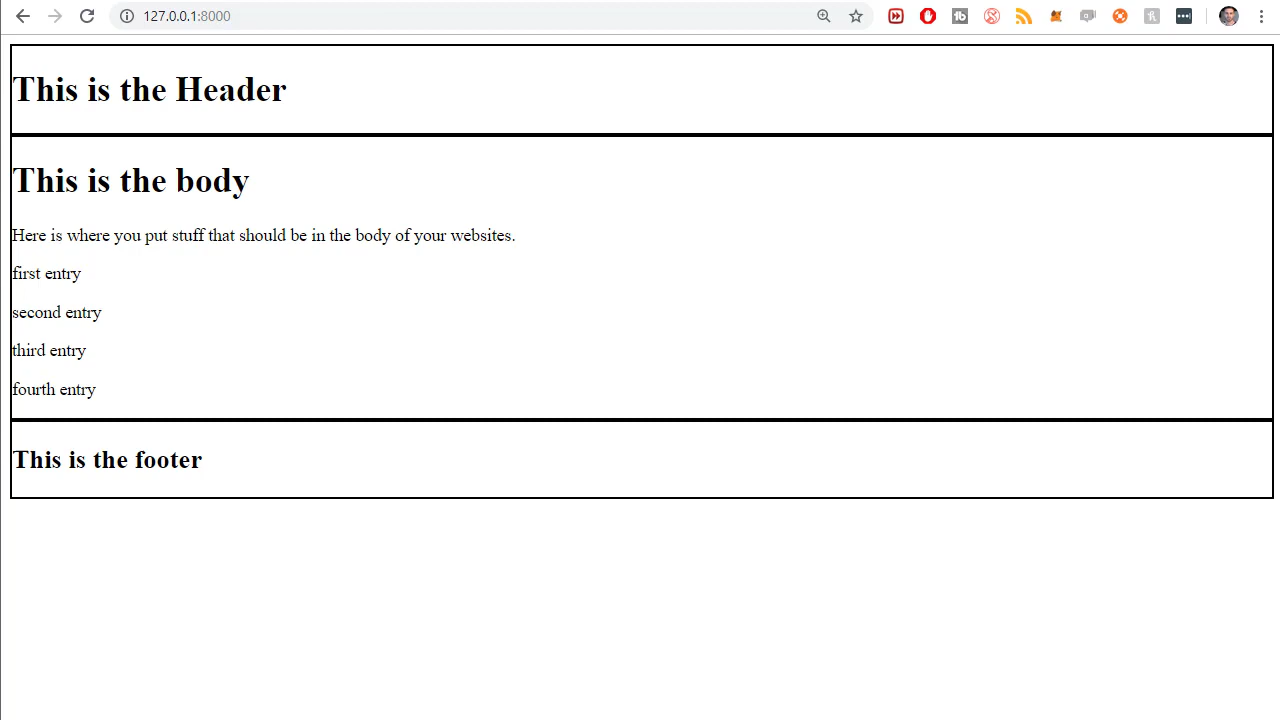 127.0.0.1:8000
This is the Header
This is the body
Here is where you put stuff that should be in the body of your websites.
first entry
second entry
third entry
fourth entry
This is the footer